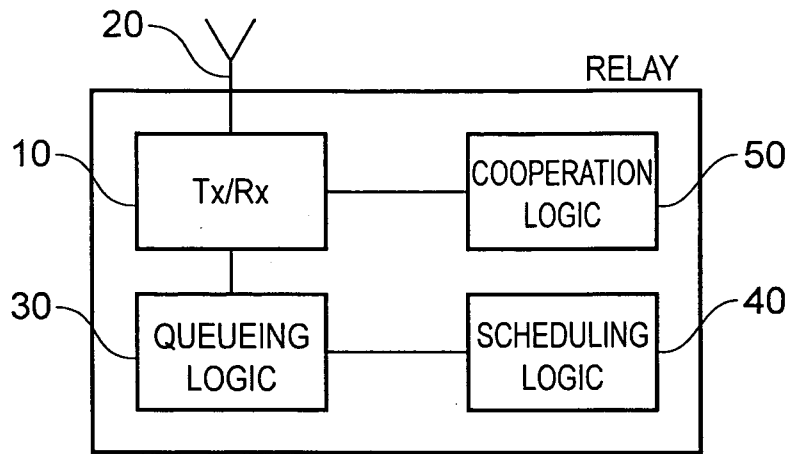 20
RELAY
10
Tx/Rx
COOPERATION
LOGIC
50
30
QUEUEING
LOGIC
SCHEDULING
LOGIC
40